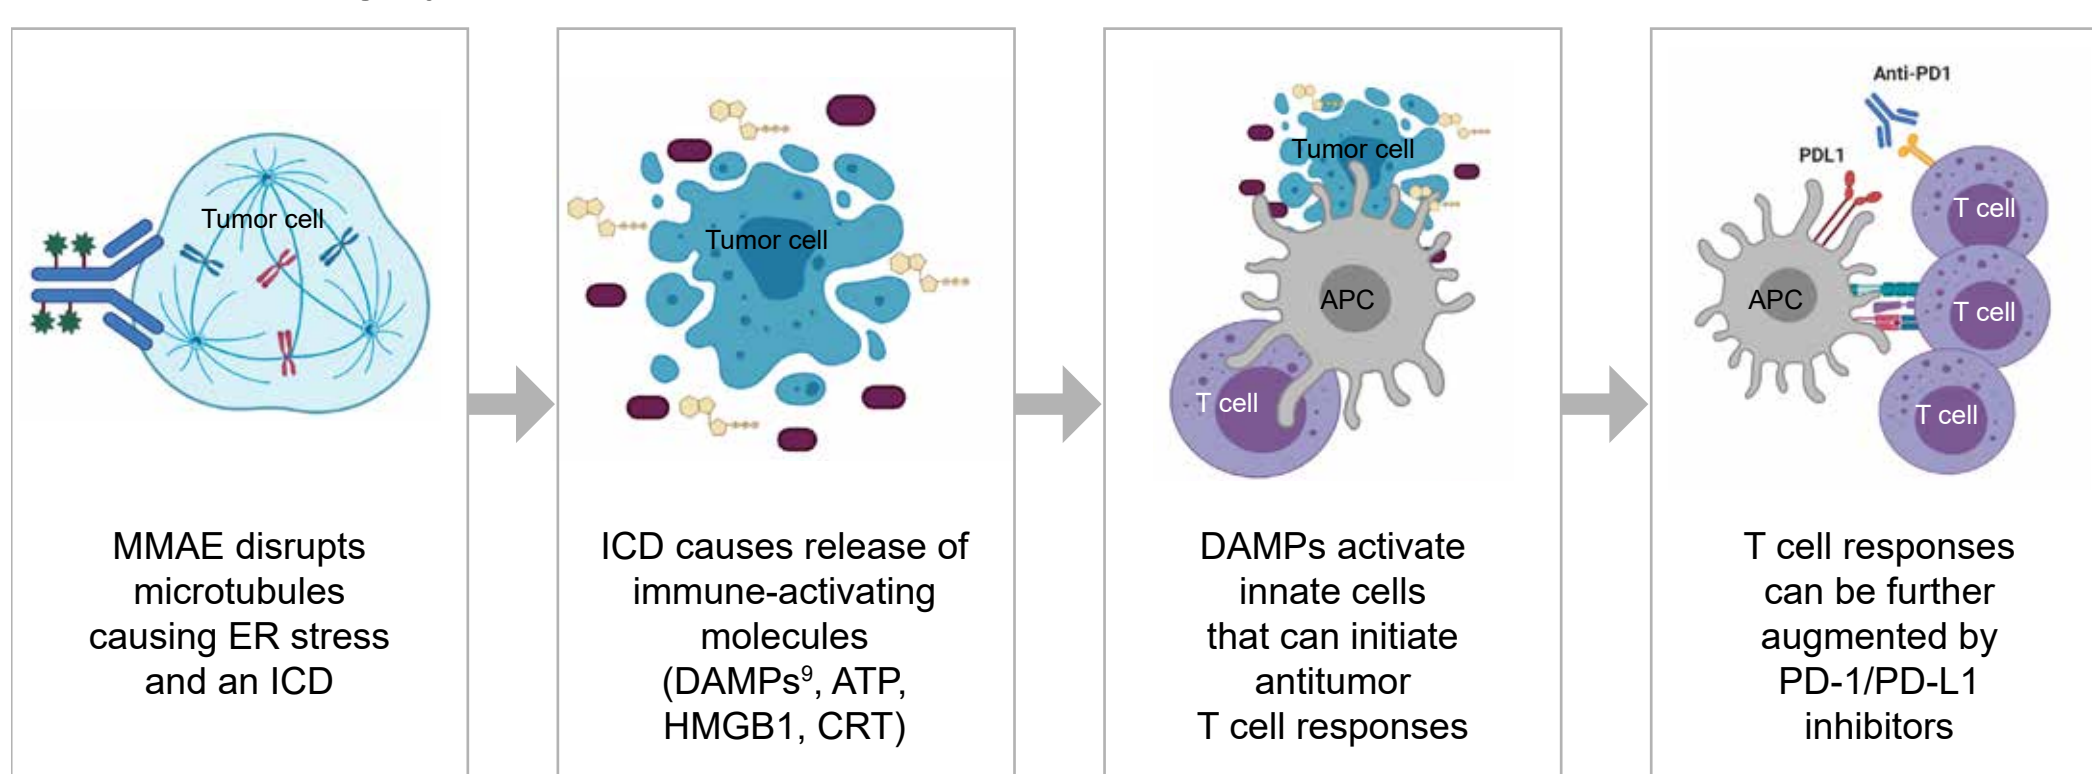 Tumor cell
MMAE disrupts
microtubules
causing ER stress
and an ICD
Tumor cell
ICD causes release of
immune-activating
molecules
(DAMPs⁹, ATP,
HMGB1, CRT)
Tumor cell
APC
T cell
DAMPs activate
innate cells
that can initiate
antitumor
T cell responses
Anti-PD1
PDL1
T cell
APC
T cell
T cell
T cell responses
can be further
augmented by
PD-1/PD-L1
inhibitors